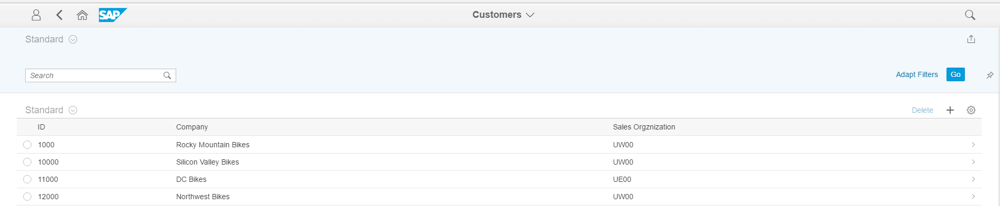 SAP Customers
Standard
Search Adapt Filters Go
Standard Delete
ID Company Sales Orgznization
1000 Rocky Mountain Bikes UW00
10000 Silicon Valley Bikes UW00
11000 DC Bikes UE00
12000 Northwest Bikes UW00